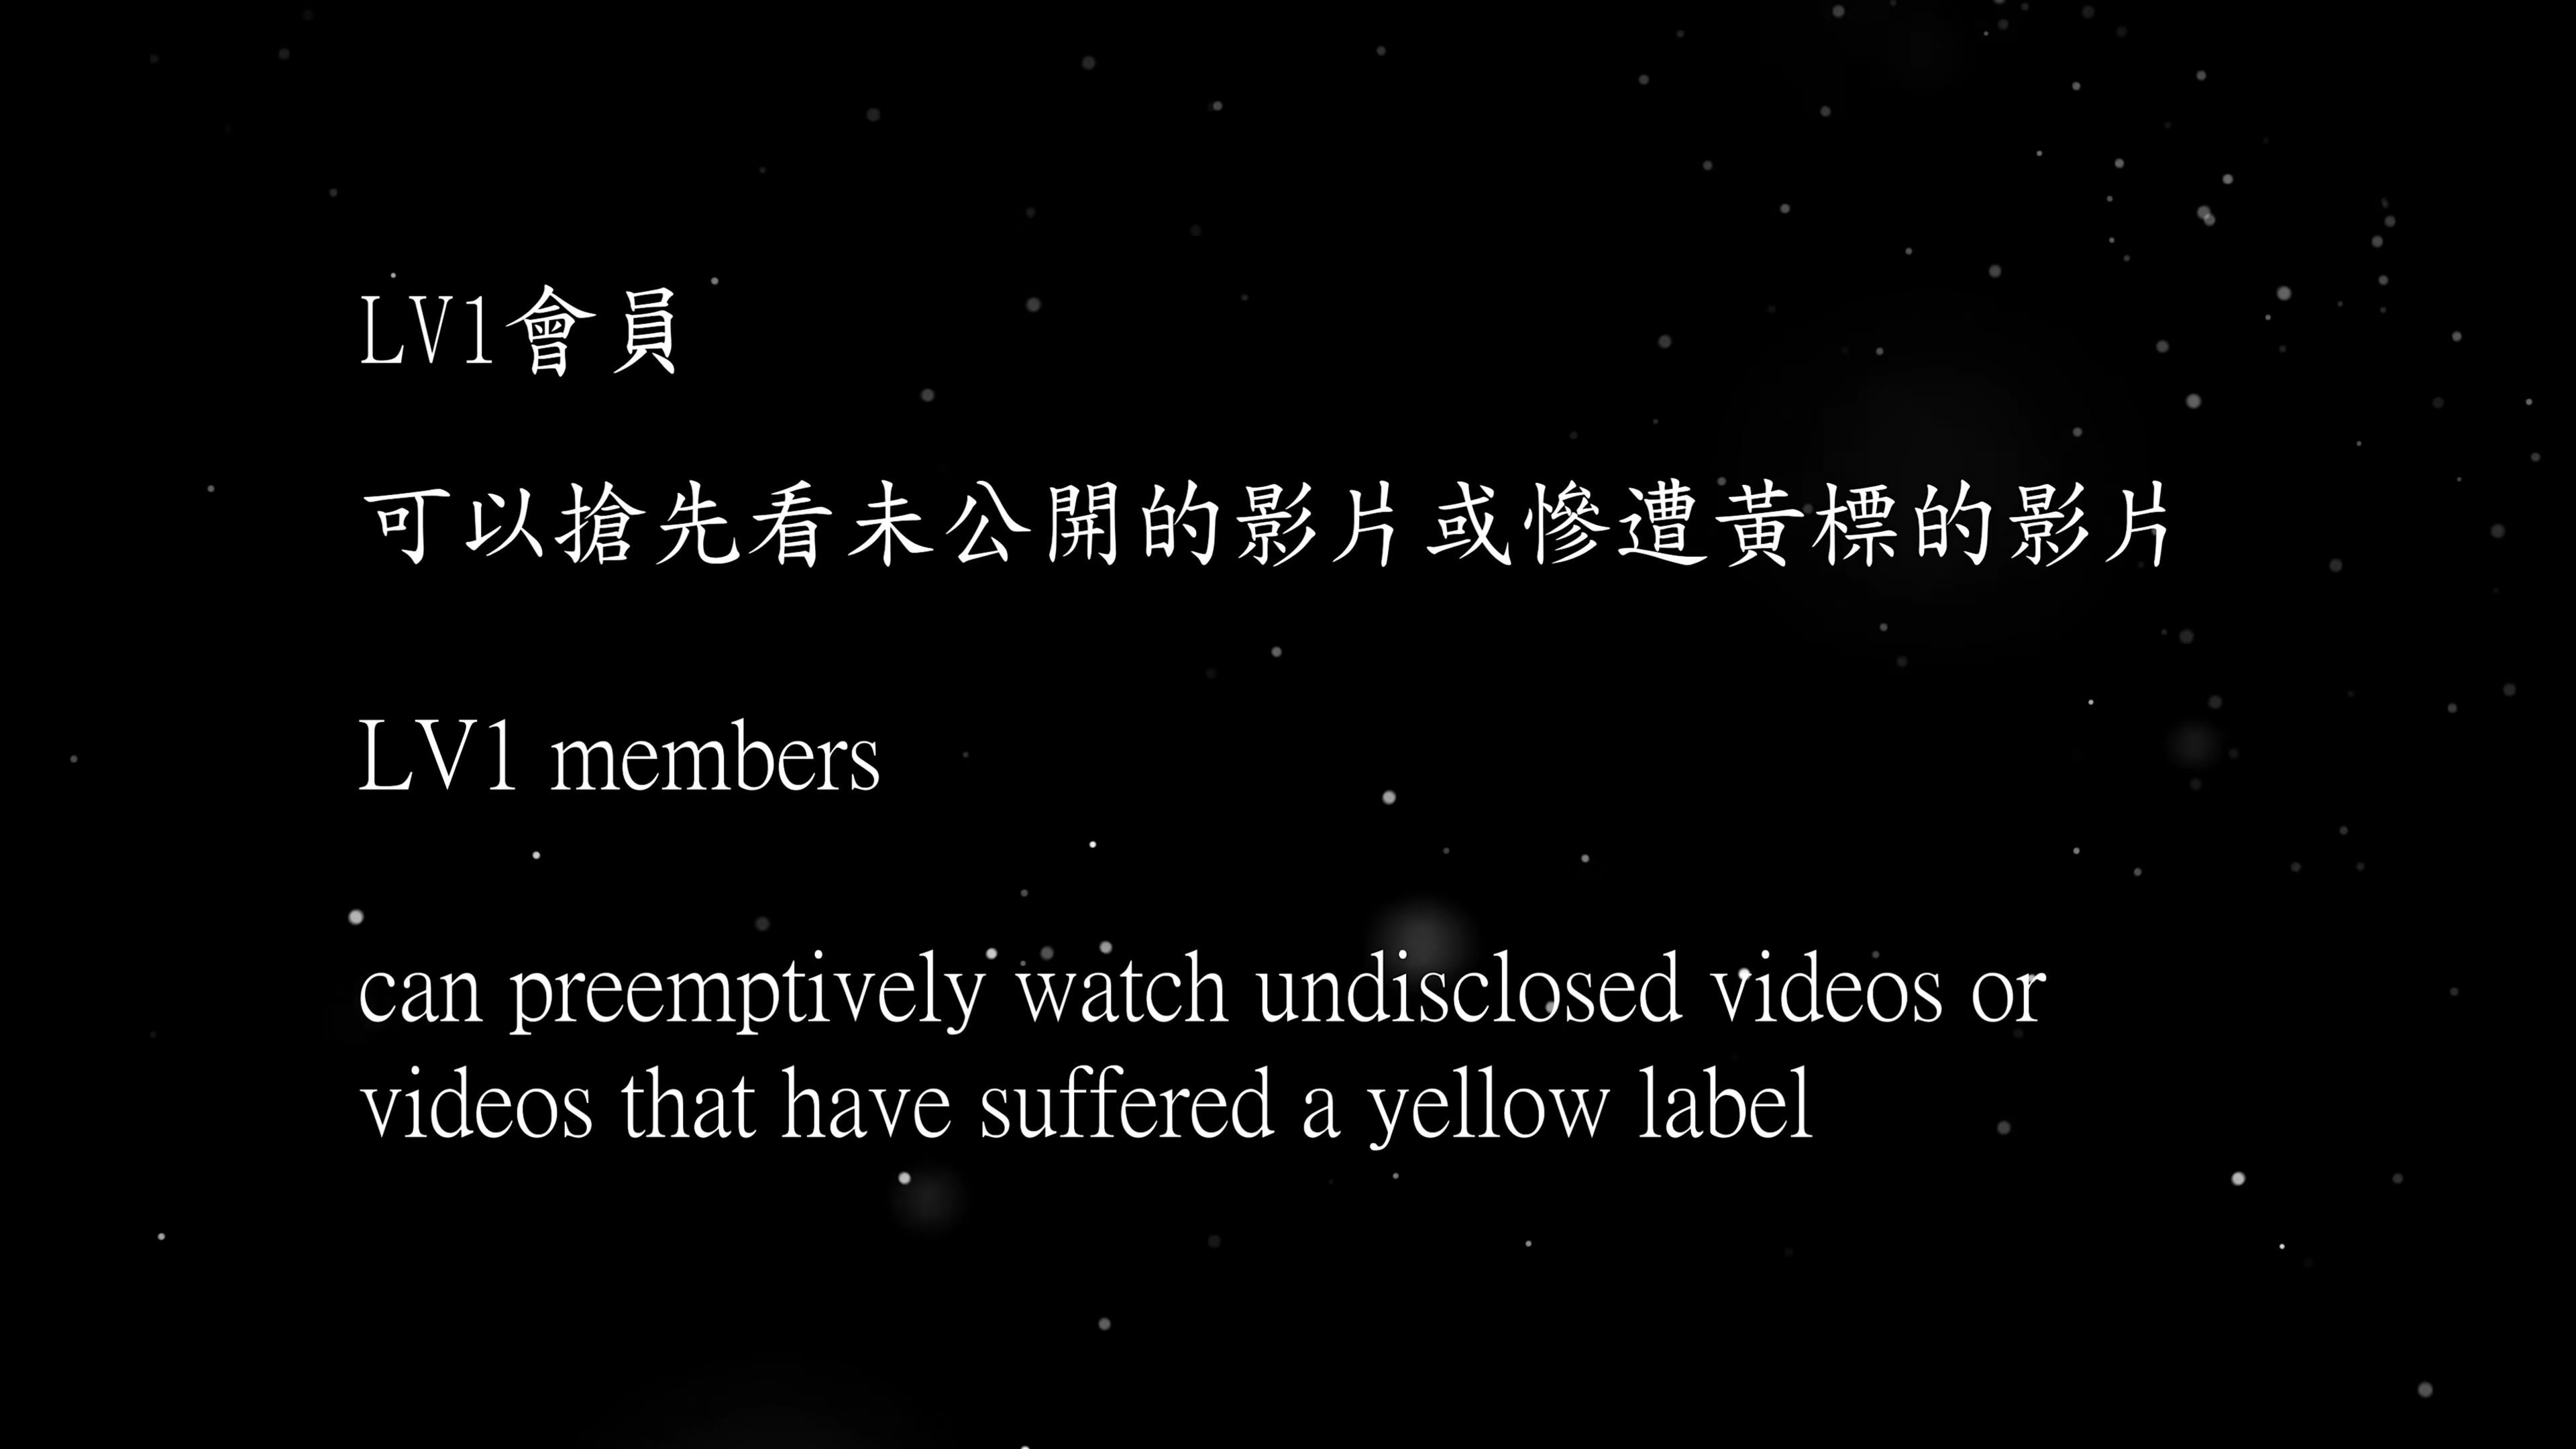 LV1會員
可以搶先看未公開的影片或慘遭黃標的影片
LV1 members
can preemptively watch undisclosed videos or
videos that have suffered a yellow label